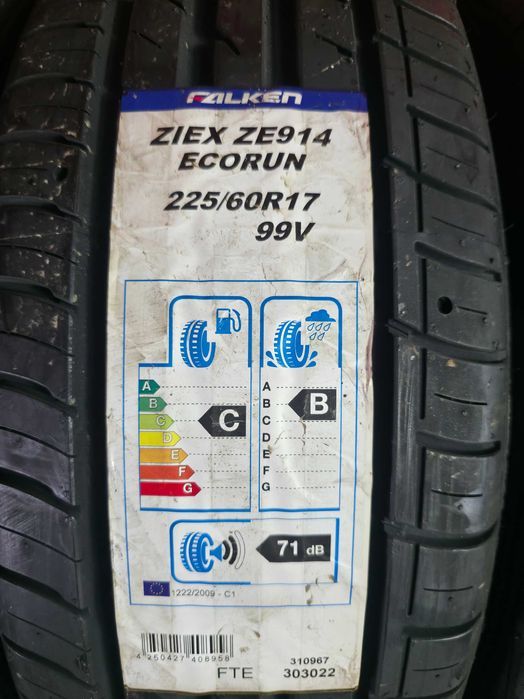 FALKEN
ZIEX ZE914
ECORUN
225/60R17
99V
A
B
C
D
E
F
G
C
A
B
C
D
E
F
G
B
71 dB
1222/2009 - C1
4 250427 408958
FTE
310967
303022